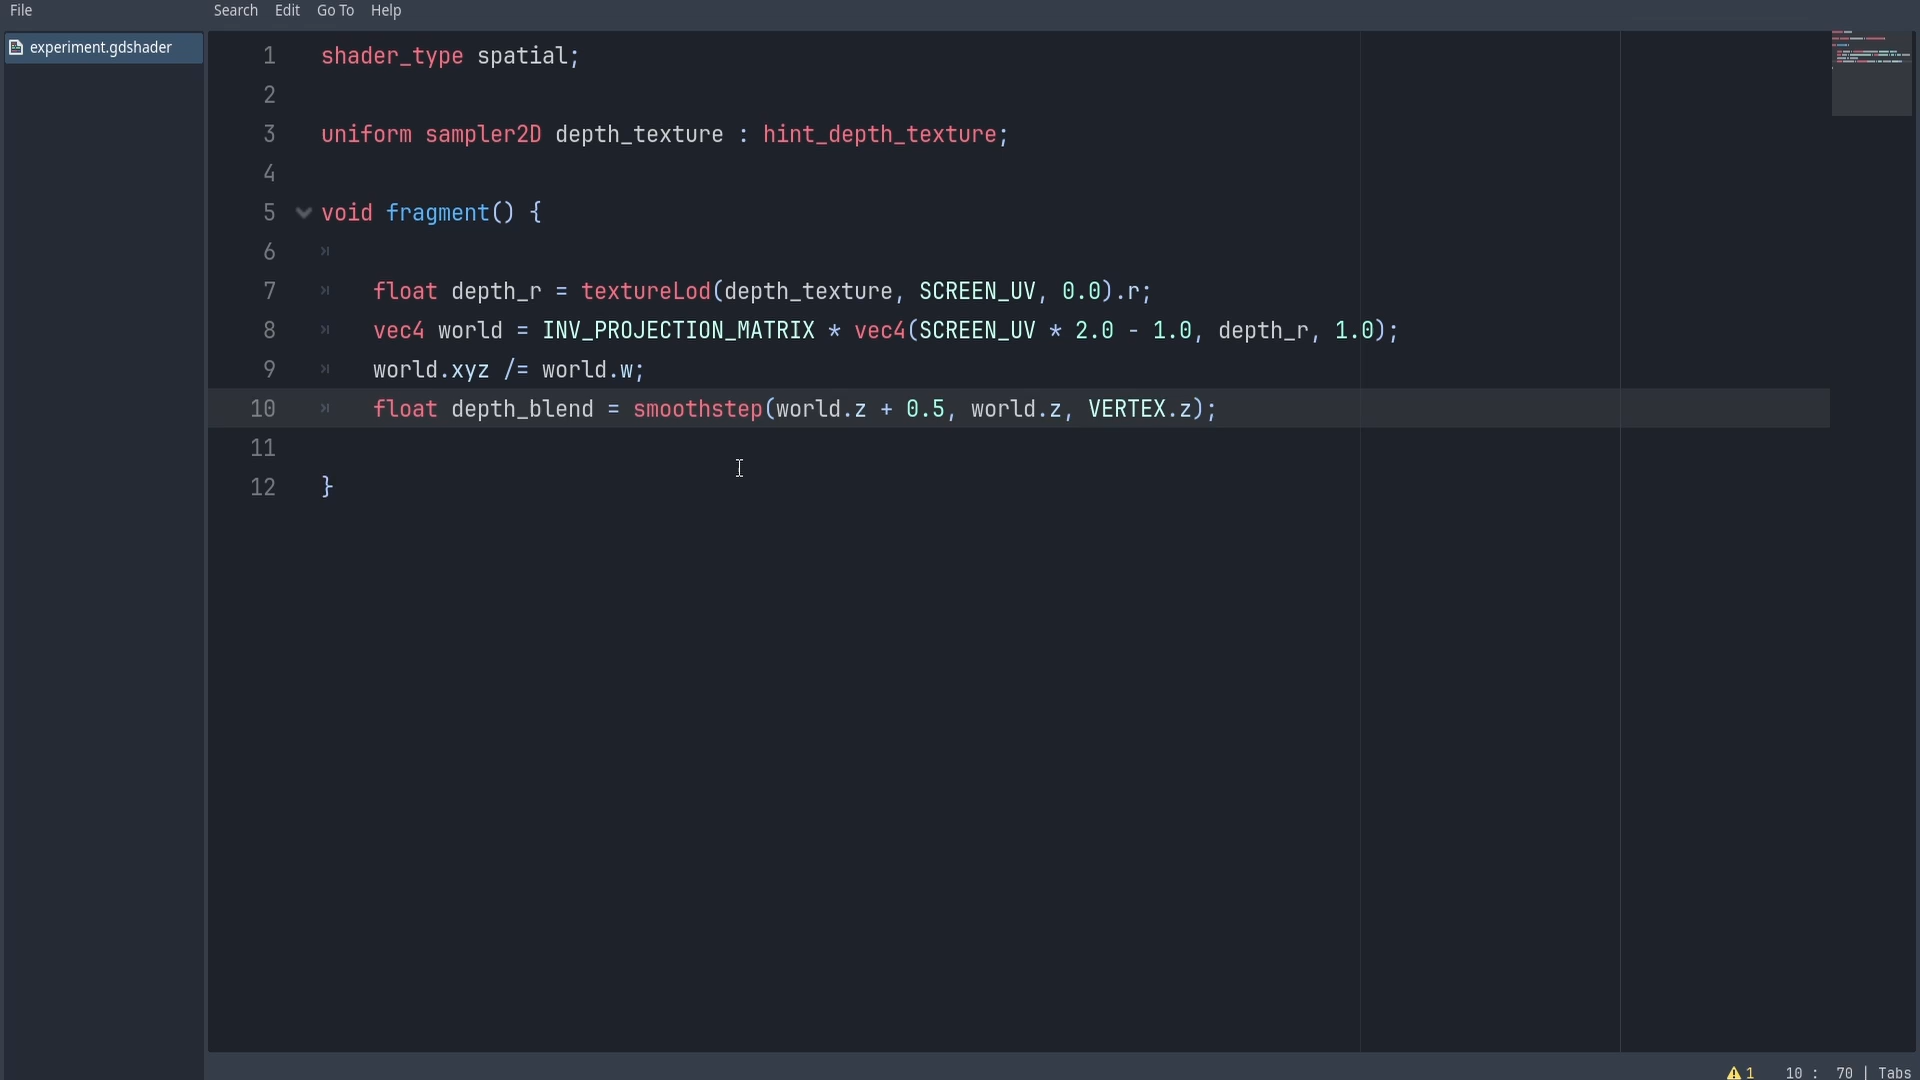 File Search Edit Go To Help
experiment.gdshader
1 shader_type spatial;
2
3 uniform sampler2D depth_texture : hint_depth_texture;
4
5 void fragment() {
6
7 float depth_r = textureLod(depth_texture, SCREEN_UV, 0.0).r;
8 vec4 world = INV_PROJECTION_MATRIX * vec4(SCREEN_UV * 2.0 - 1.0, depth_r, 1.0);
9 world.xyz /= world.w;
10 float depth_blend = smoothstep(world.z + 0.5, world.z, VERTEX.z);
11
12 }
1 10 : 70 | Tabs